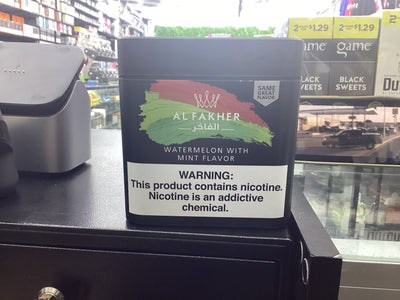 SAME
GREAT
FLAVOR
AL FAKHER
الفاخر
WATERMELON WITH
MINT FLAVOR
WARNING:
This product contains nicotine.
Nicotine is an addictive
chemical.
2 FOR $1.29
2 FOR $1.29
game
game
BLACK
SWEETS
BLACK
SWEETS